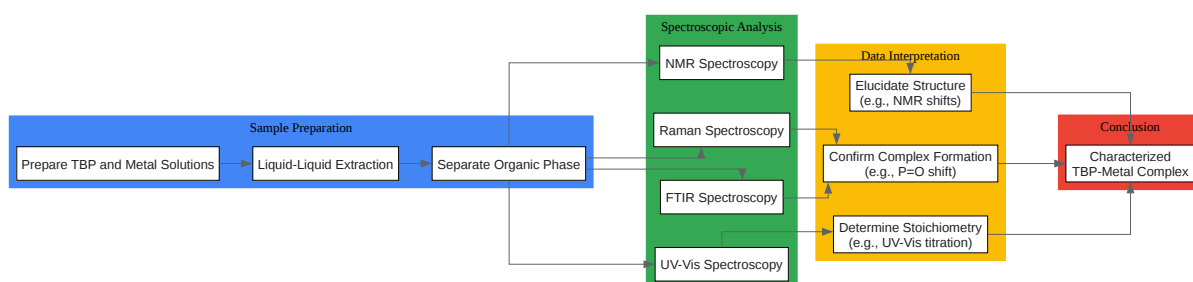 Sample Preparation
Prepare TBP and Metal Solutions
Liquid-Liquid Extraction
Separate Organic Phase
Spectroscopic Analysis
NMR Spectroscopy
Raman Spectroscopy
FTIR Spectroscopy
UV-Vis Spectroscopy
Data Interpretation
Elucidate Structure
(e.g., NMR shifts)
Confirm Complex Formation
(e.g., P=O shift)
Determine Stoichiometry
(e.g., UV-Vis titration)
Conclusion
Characterized
TBP-Metal Complex